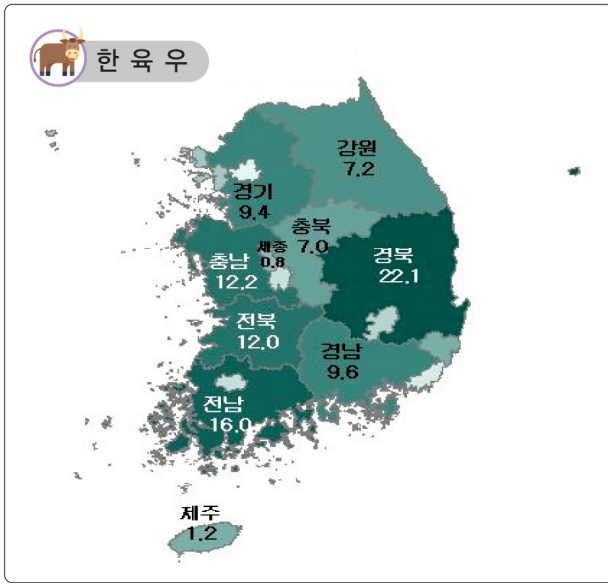 한육우
강원
7.2
경기
9.4
충북
7.0
세종
0.8
경북
22.1
충남
12.2
전북
12.0
경남
9.6
전남
16.0
제주
1.2